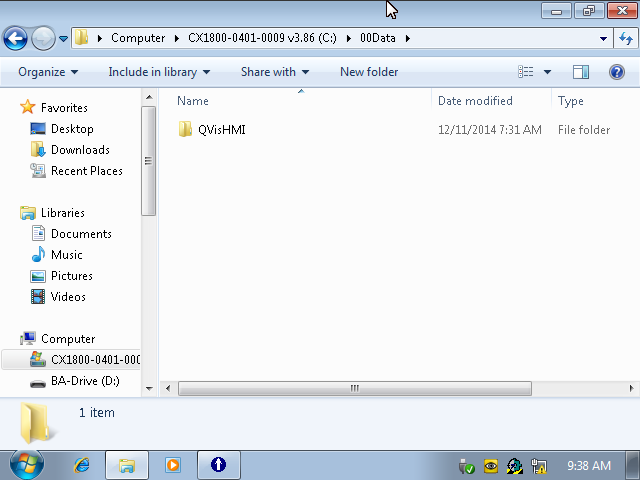 Computer ▸ CX1800-0401-0009 v3.86 (C:) ▸ 00Data ▸
Organize Include in library Share with New folder
Name Date modified Type
Favorites
Desktop
Downloads
Recent Places
Libraries
Documents
Music
Pictures
Videos
Computer
CX1800-0401-000
BA-Drive (D:)
QVisHMI 12/11/2014 7:31 AM File folder
1 item
9:38 AM